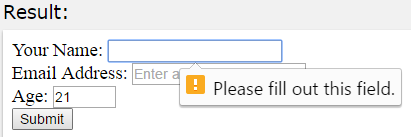 Result:
Your Name:
Email Address: Enter a
Please fill out this field.
Age: 21
Submit